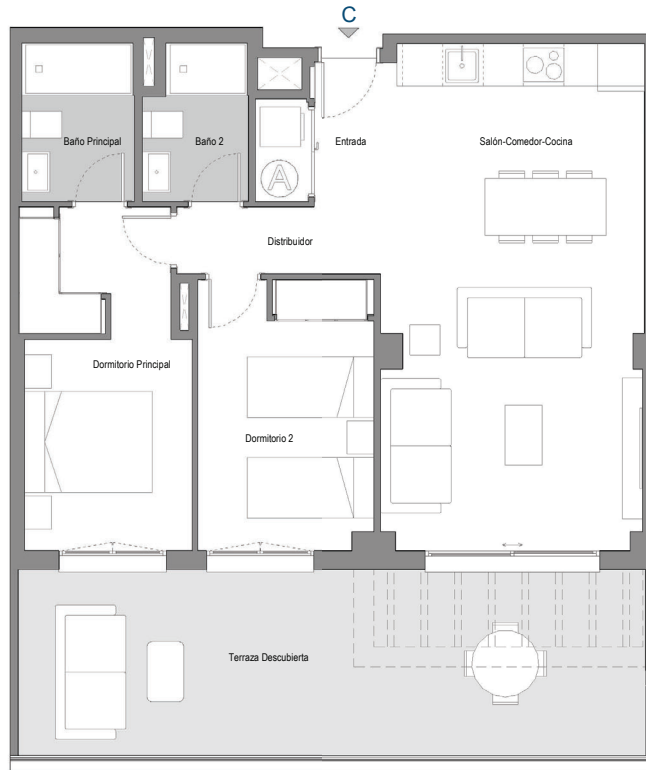 C
Baño Principal
Baño 2
Entrada
Salón-Comedor-Cocina
A
Distribuidor
Dormitorio Principal
Dormitorio 2
Terraza Descubierta